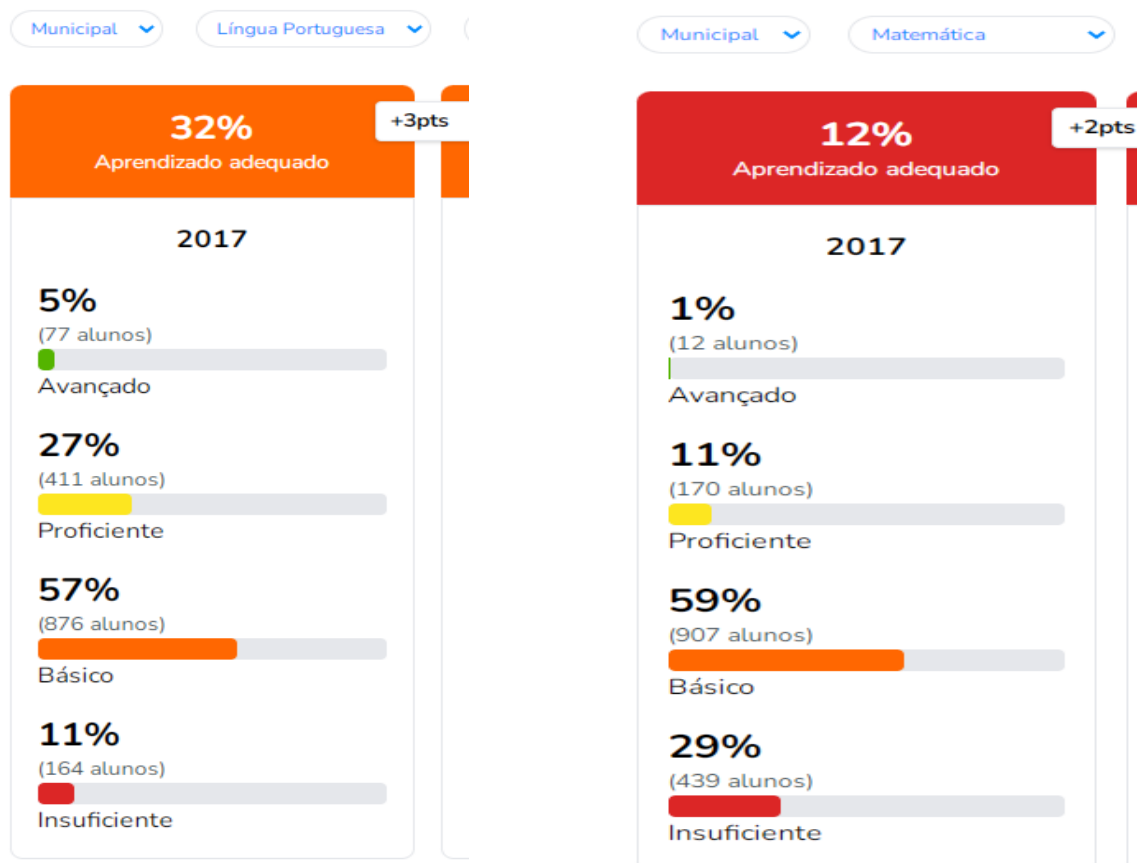 Municipal
Língua Portuguesa
32%
Aprendizado adequado
+3pts
2017
5%
(77 alunos)
Avançado
27%
(411 alunos)
Proficiente
57%
(876 alunos)
Básico
11%
(164 alunos)
Insuficiente
Municipal
Matemática
12%
Aprendizado adequado
+2pts
2017
1%
(12 alunos)
Avançado
11%
(170 alunos)
Proficiente
59%
(907 alunos)
Básico
29%
(439 alunos)
Insuficiente